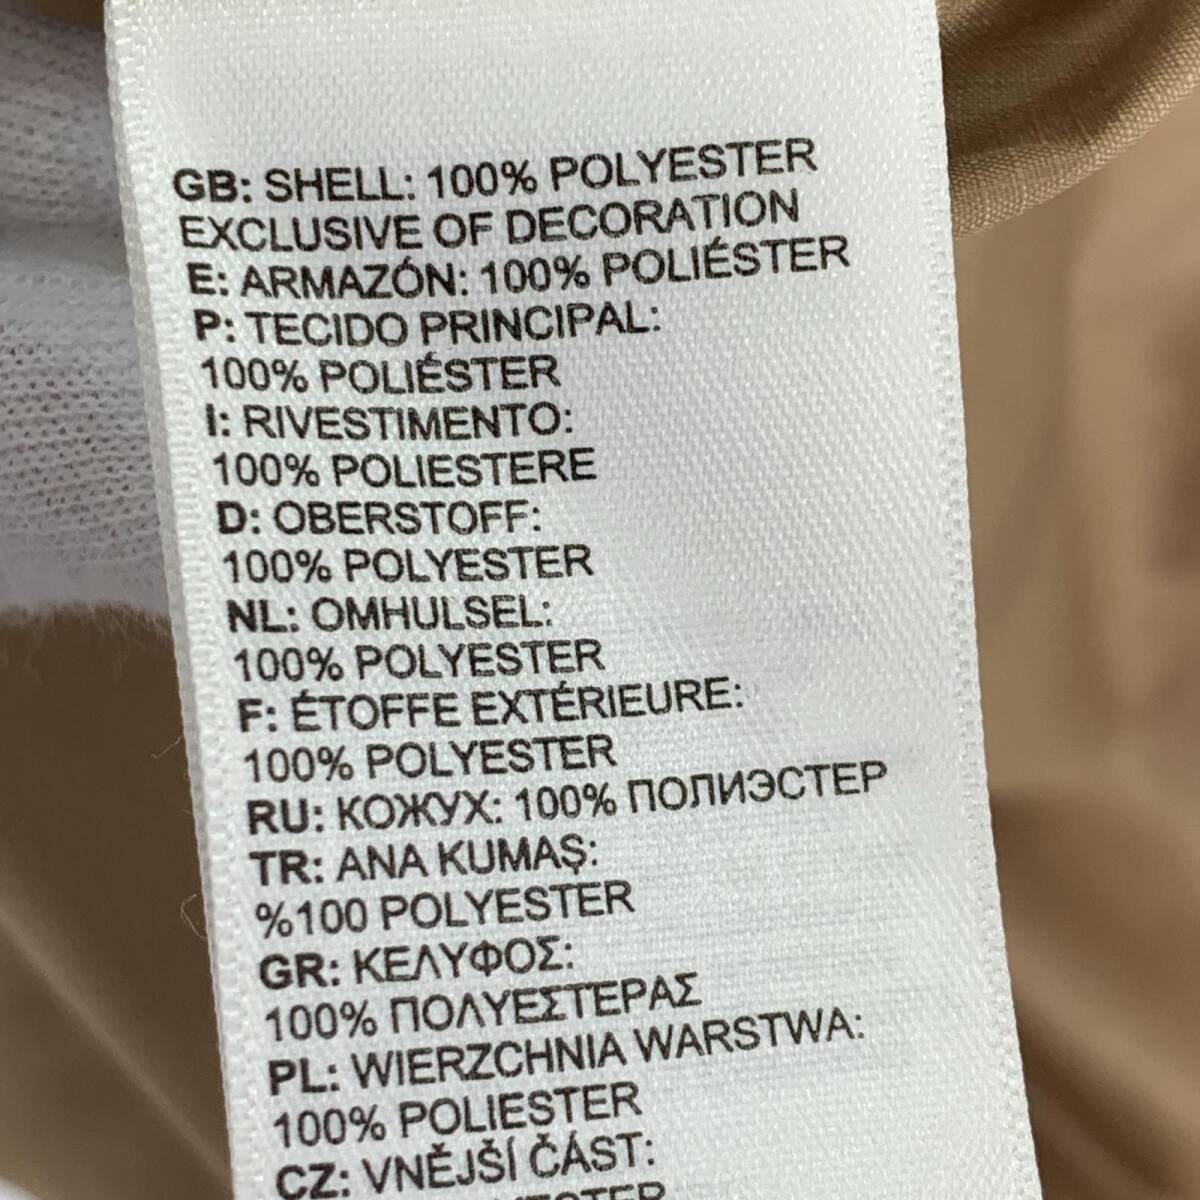 GB: SHELL: 100% POLYESTER
EXCLUSIVE OF DECORATION
E: ARMAZÓN: 100% POLIÉSTER
P: TECIDO PRINCIPAL:
100% POLIÉSTER
I: RIVESTIMENTO:
100% POLIESTERE
D: OBERSTOFF:
100% POLYESTER
NL: OMHULSEL:
100% POLYESTER
F: ÉTOFFE EXTÉRIEURE:
100% POLYESTER
RU: КОЖУХ: 100% ПОЛИЭСТЕР
TR: ANA KUMAŞ:
%100 POLYESTER
GR: ΚΕΛΥΦΟΣ:
100% ΠΟΛΥΕΣΤΕΡΑΣ
PL: WIERZCHNIA WARSTWA:
100% POLIESTER
CZ: VNĚJŠÍ ČÁST: